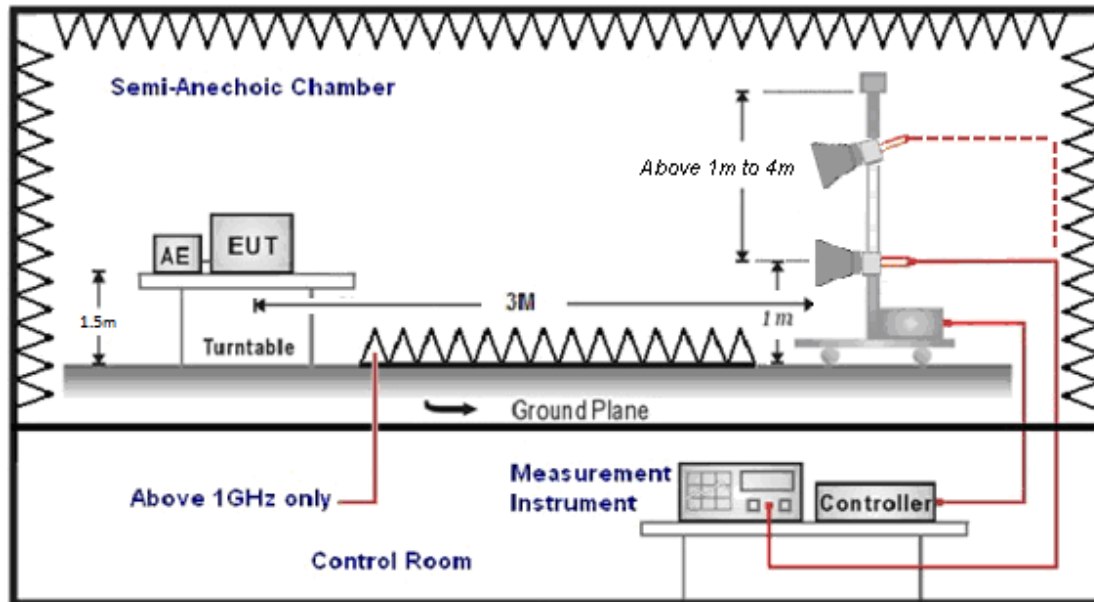 Semi-Anechoic Chamber
Above 1m to 4m
AE
EUT
1.5m
3M
1m
Turntable
Ground Plane
Above 1GHz only
Measurement
Instrument
Controller
Control Room